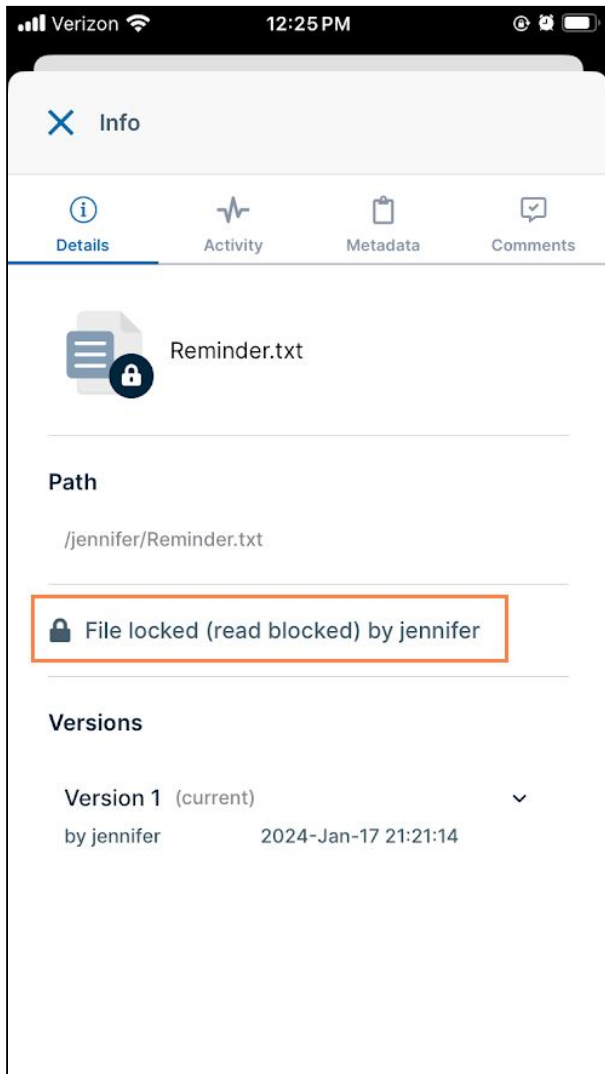 Verizon 12:25 PM
Info
Details Activity Metadata Comments
Reminder.txt
Path
/jennifer/Reminder.txt
File locked (read blocked) by jennifer
Versions
Version 1 (current)
by jennifer 2024-Jan-17 21:21:14